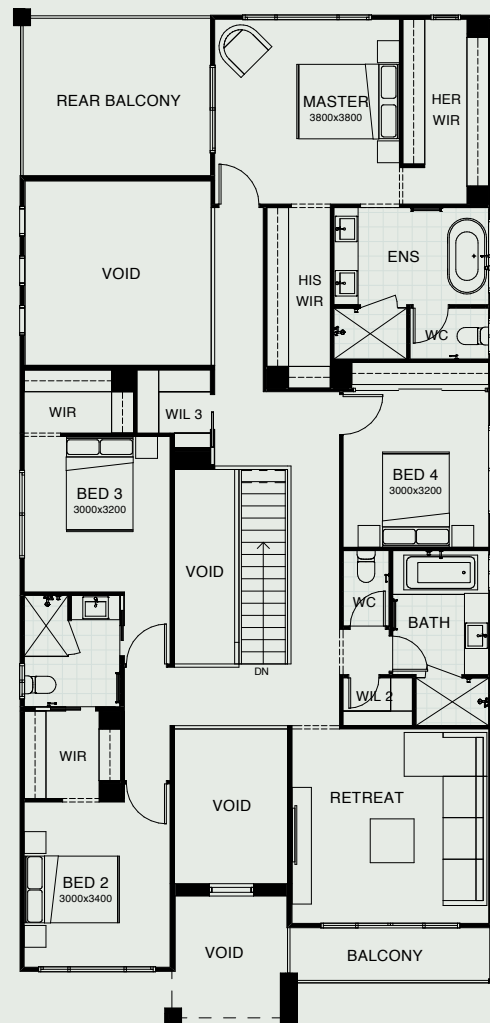 REAR BALCONY
MASTER
3800x3800
HER
WIR
VOID
HIS
WIR
ENS
WC
WIR
WIL 3
BED 3
3000x3200
BED 4
3000x3200
VOID
WC
BATH
DN
WIL 2
WIR
VOID
RETREAT
BED 2
3000x3400
VOID
BALCONY